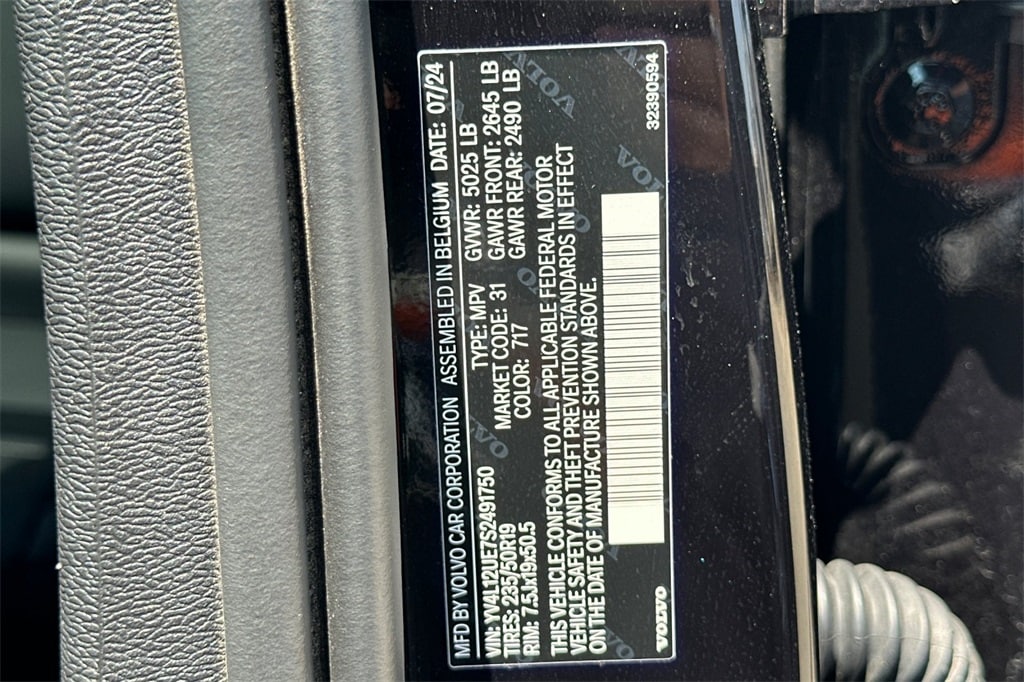 MFD BY VOLVO CAR CORPORATION ASSEMBLED IN BELGIUM DATE: 07/24
VIN: YV4L12UE7S2491750 TYPE: MPV GVWR: 5025 LB
TIRES: 235/50R19 MARKET CODE: 31 GAWR FRONT: 2645 LB
RIM: 7.5Jx19x50.5 COLOR: 717 GAWR REAR: 2490 LB
THIS VEHICLE CONFORMS TO ALL APPLICABLE FEDERAL MOTOR
VEHICLE SAFETY AND THEFT PREVENTION STANDARDS IN EFFECT
ON THE DATE OF MANUFACTURE SHOWN ABOVE.
VOLVO 32390594